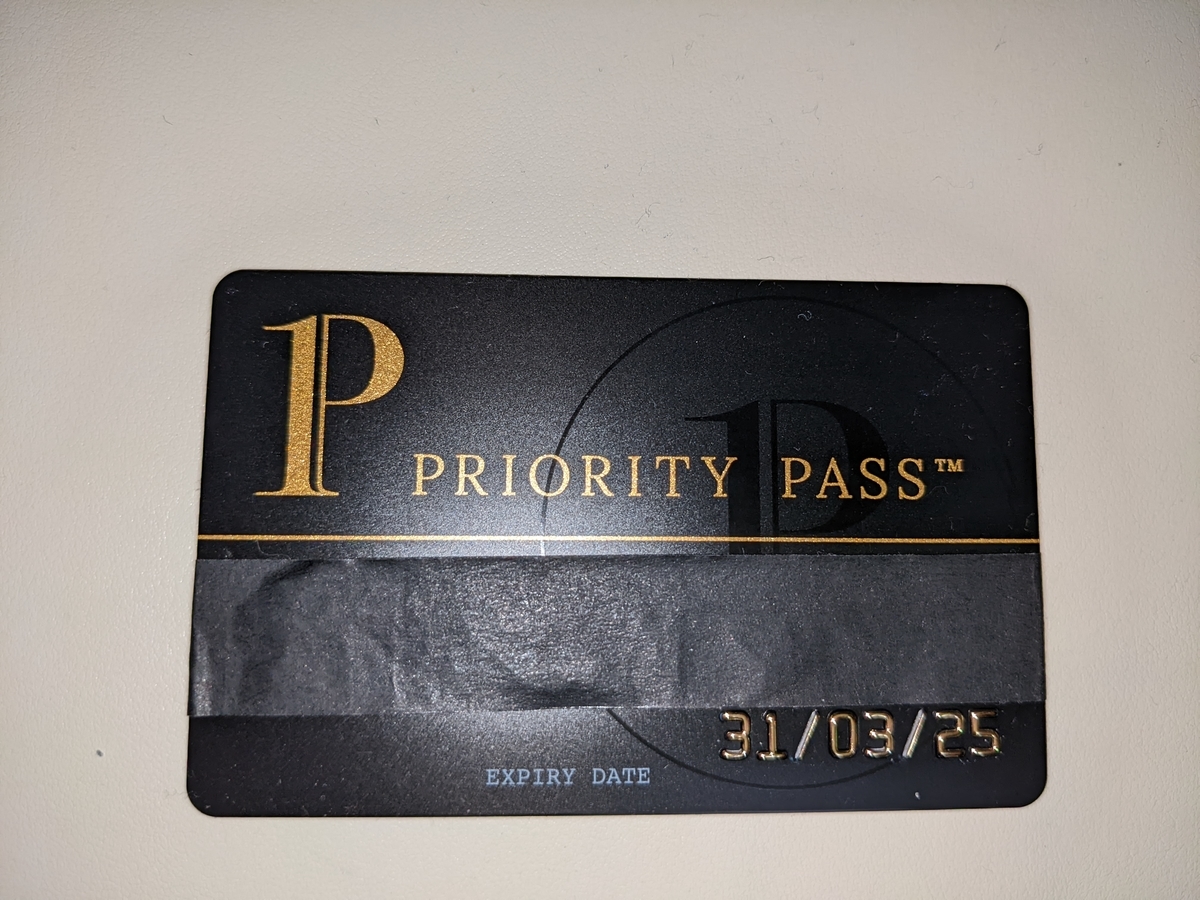 PRIORITY PASS™
31/03/25
EXPIRY DATE